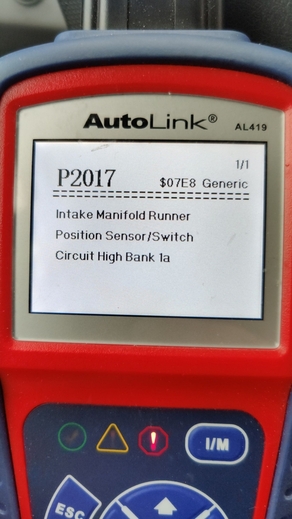 AutoLink®
AL419
1/1
P2017 $07E8 Generic
Intake Manifold Runner
Position Sensor/Switch
Circuit High Bank 1a
I/M
ESC